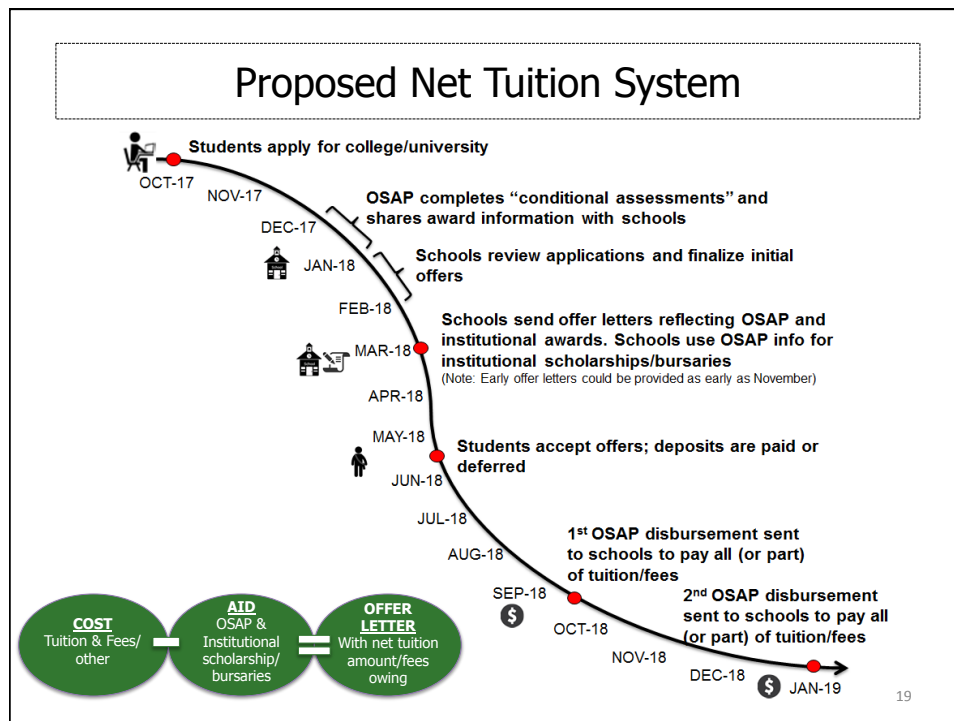 Proposed Net Tuition System
Students apply for college/university
OCT-17
NOV-17
OSAP completes “conditional assessments” and
shares award information with schools
DEC-17
JAN-18
Schools review applications and finalize initial
offers
FEB-18
Schools send offer letters reflecting OSAP and
institutional awards. Schools use OSAP info for
institutional scholarships/bursaries
(Note: Early offer letters could be provided as early as November)
MAR-18
APR-18
MAY-18
Students accept offers; deposits are paid or
deferred
JUN-18
JUL-18
AUG-18
1st OSAP disbursement sent
to schools to pay all (or part)
of tuition/fees
SEP-18
$
OCT-18
2nd OSAP disbursement
sent to schools to pay all
(or part) of tuition/fees
NOV-18
DEC-18
$
JAN-19
COST
Tuition & Fees/
other
AID
OSAP &
Institutional
scholarship/
bursaries
OFFER
LETTER
With net tuition
amount/fees
owing
19